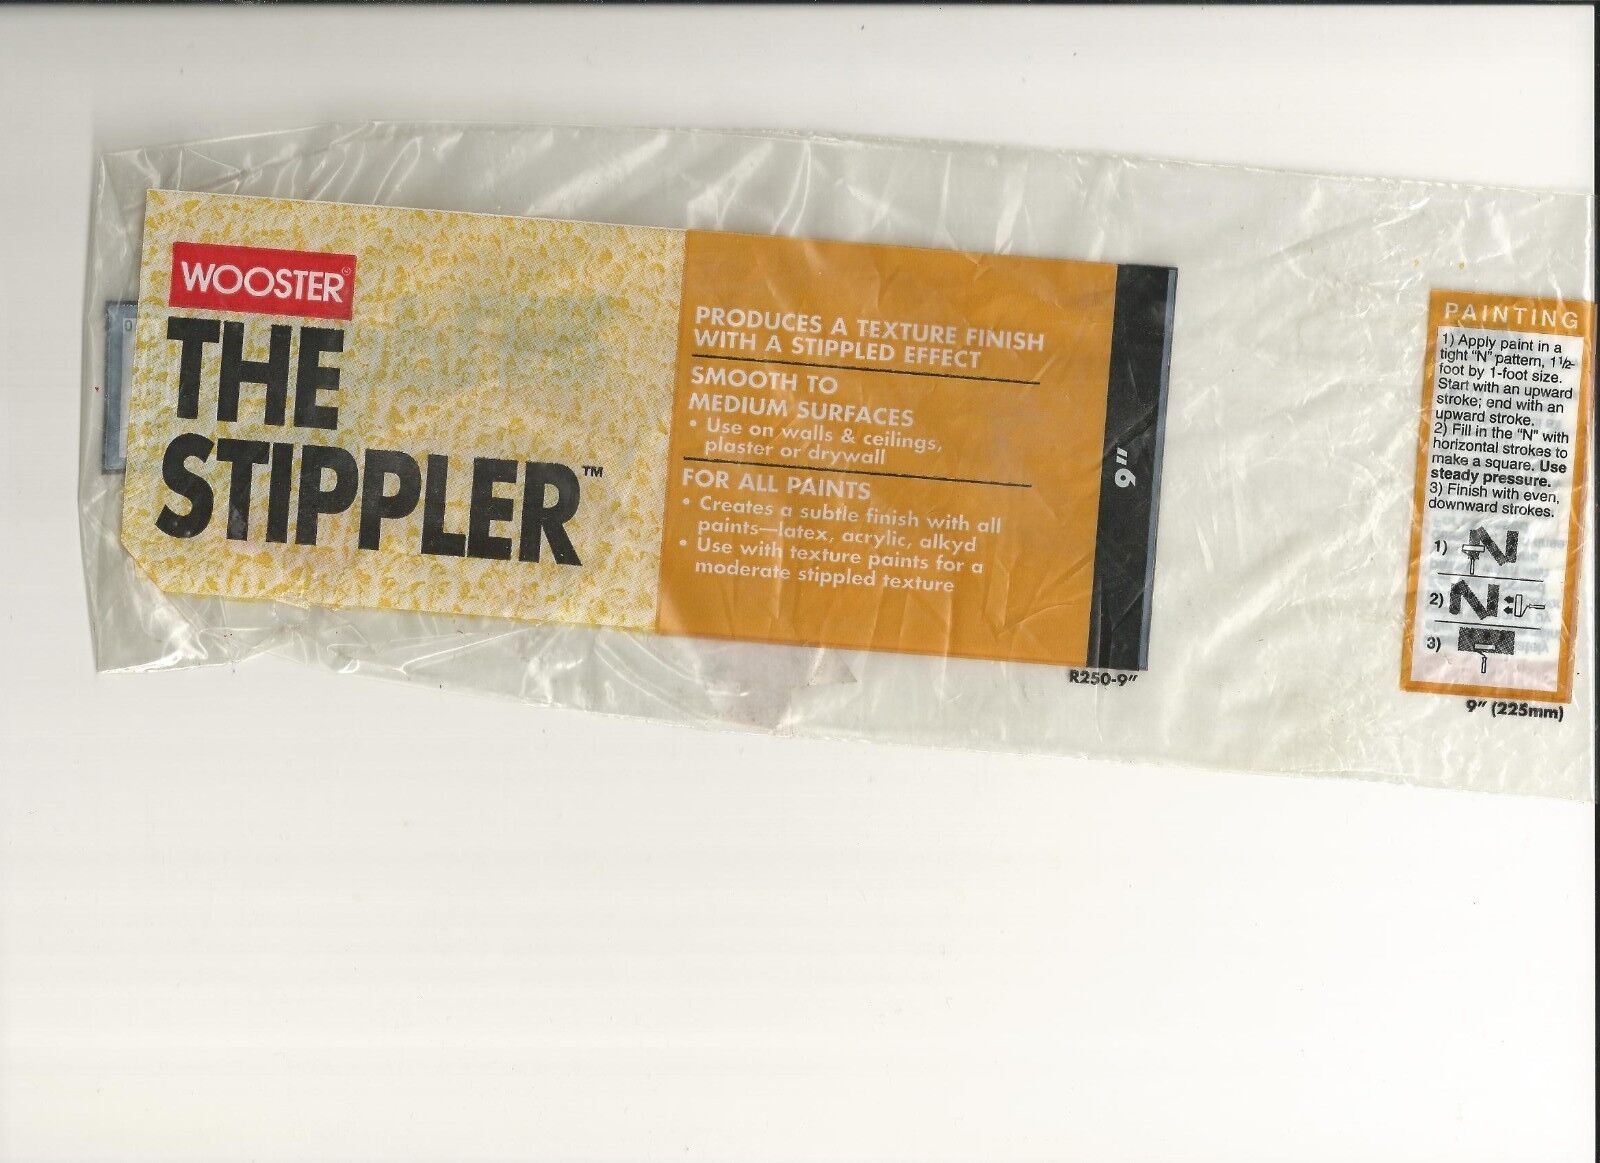 WOOSTER®
THE
STIPPLER™
PRODUCES A TEXTURE FINISH
WITH A STIPPLED EFFECT
SMOOTH TO
MEDIUM SURFACES
• Use on walls & ceilings,
plaster or drywall
FOR ALL PAINTS
• Creates a subtle finish with all
paints—latex, acrylic, alkyd
• Use with texture paints for a
moderate stippled texture
9"
R250-9"
PAINTING
1) Apply paint in a
tight "N" pattern, 1½-
foot by 1-foot size.
Start with an upward
stroke; end with an
upward stroke.
2) Fill in the "N" with
horizontal strokes to
make a square. Use
steady pressure.
3) Finish with even,
downward strokes.
1)
2)
3)
9" (225mm)